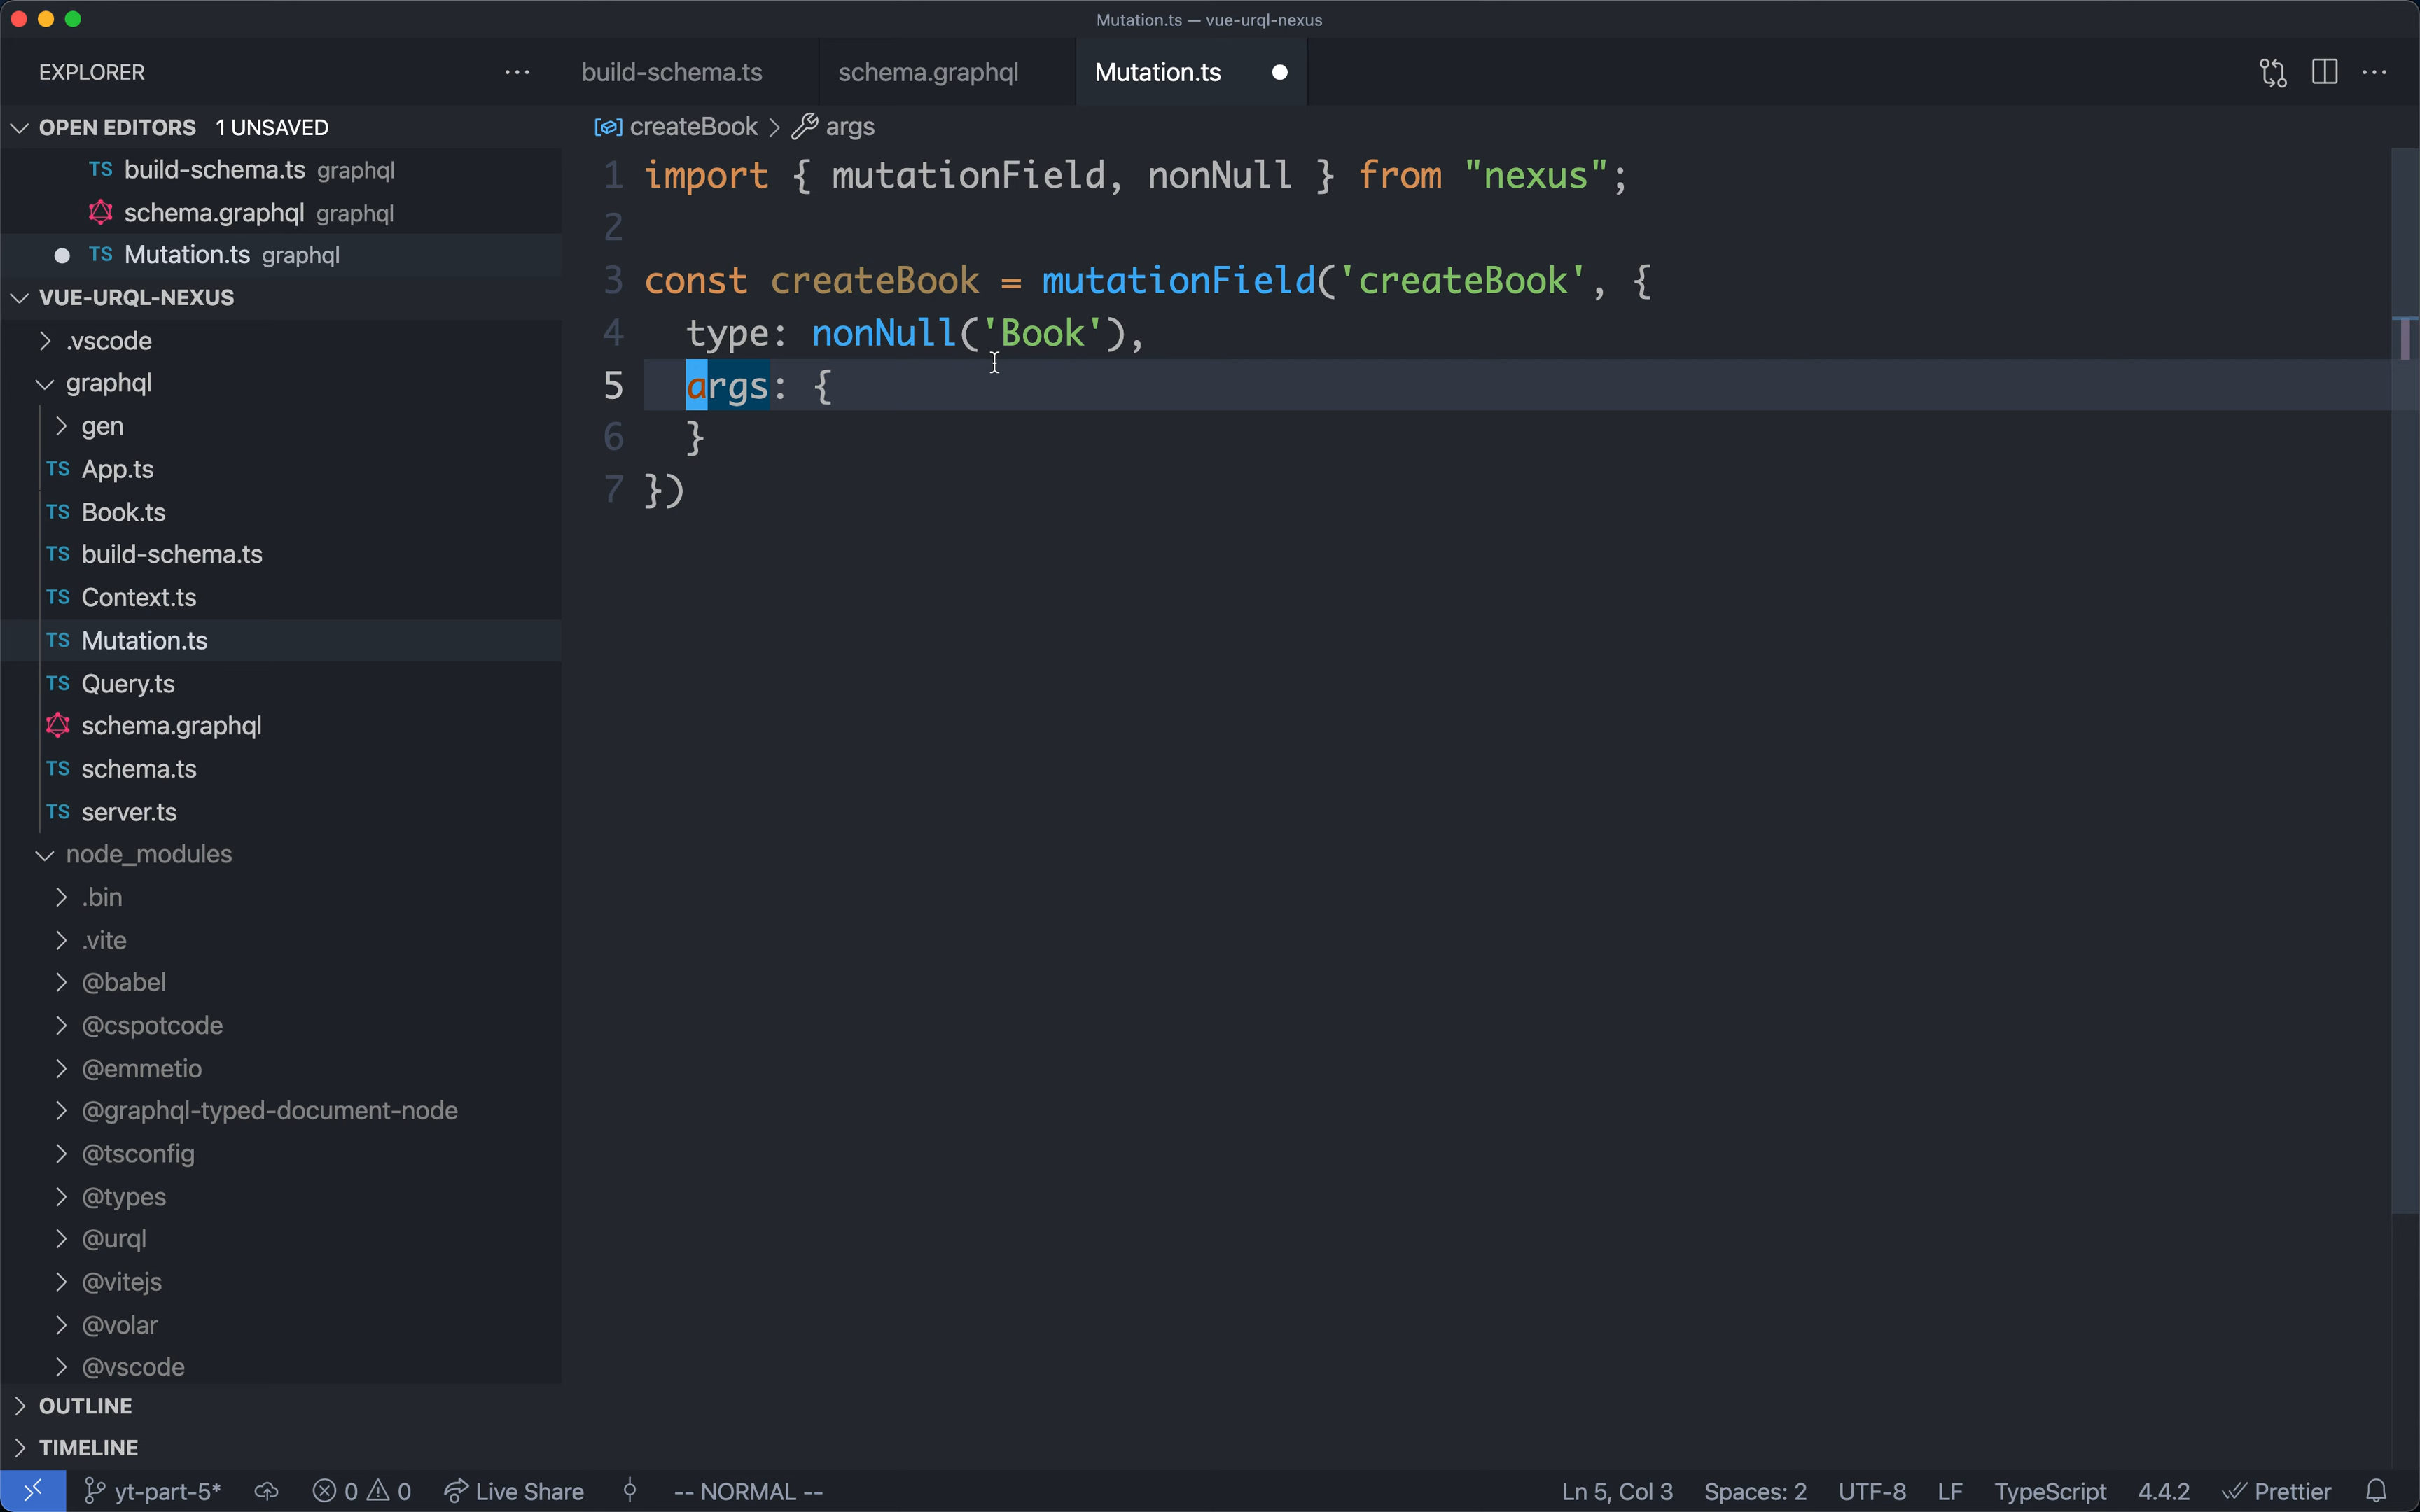 Mutation.ts — vue-urql-nexus
EXPLORER
build-schema.ts
schema.graphql
Mutation.ts
OPEN EDITORS 1 UNSAVED
TS build-schema.ts graphql
schema.graphql graphql
TS Mutation.ts graphql
VUE-URQL-NEXUS
.vscode
graphql
gen
TS App.ts
TS Book.ts
TS build-schema.ts
TS Context.ts
TS Mutation.ts
TS Query.ts
schema.graphql
TS schema.ts
TS server.ts
node_modules
.bin
.vite
@babel
@cspotcode
@emmetio
@graphql-typed-document-node
@tsconfig
@types
@urql
@vitejs
@volar
@vscode
OUTLINE
TIMELINE
createBook > args
1 import { mutationField, nonNull } from "nexus";
2
3 const createBook = mutationField('createBook', {
4   type: nonNull('Book'),
5   args: {
6   }
7 })
yt-part-5* 0 0 Live Share -- NORMAL -- Ln 5, Col 3 Spaces: 2 UTF-8 LF TypeScript 4.4.2 Prettier